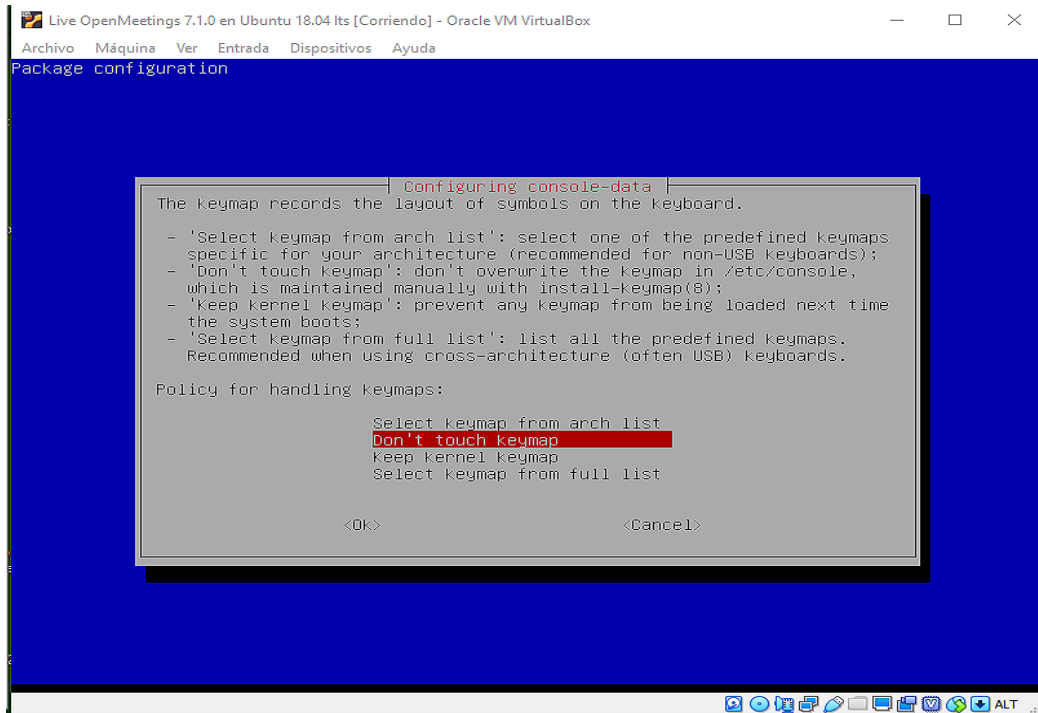 Live OpenMeetings 7.1.0 en Ubuntu 18.04 lts [Corriendo] - Oracle VM VirtualBox
Archivo Máquina Ver Entrada Dispositivos Ayuda
Package configuration
Configuring console-data
The keymap records the layout of symbols on the keyboard.
- 'Select keymap from arch list': select one of the predefined keymaps
specific for your architecture (recommended for non-USB keyboards);
- 'Don't touch keymap': don't overwrite the keymap in /etc/console,
which is maintained manually with install-keymap(8);
- 'Keep kernel keymap': prevent any keymap from being loaded next time
the system boots;
- 'Select keymap from full list': list all the predefined keymaps.
Recommended when using cross-architecture (often USB) keyboards.
Policy for handling keymaps:
Select keymap from arch list
Don't touch keymap
Keep kernel keymap
Select keymap from full list
<Ok> <Cancel>
ALT